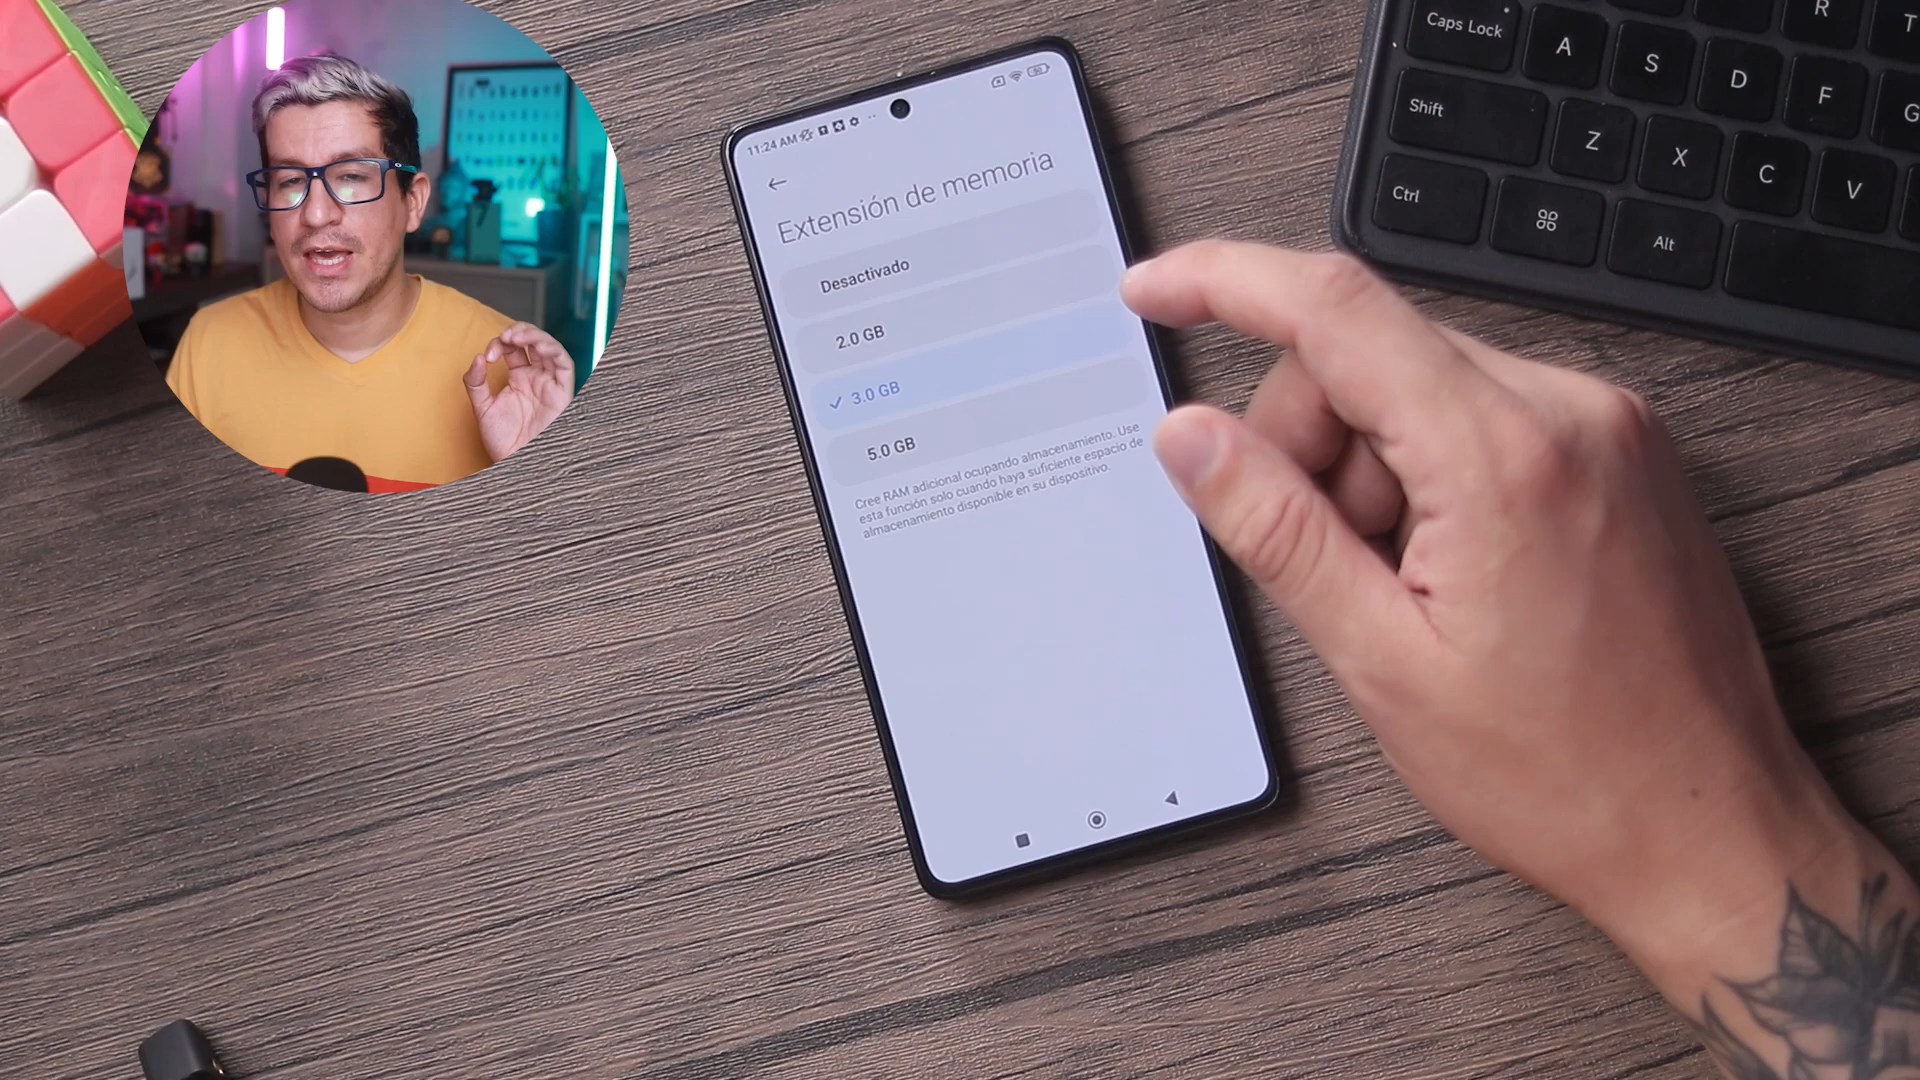 11:24 AM
Extensión de memoria
Desactivado
2.0 GB
3.0 GB
5.0 GB
Cree RAM adicional ocupando almacenamiento. Use
esta función solo cuando haya suficiente espacio de
almacenamiento disponible en su dispositivo.
R
T
Caps Lock
A
S
D
F
G
Shift
Z
X
C
V
Ctrl
⌘
Alt